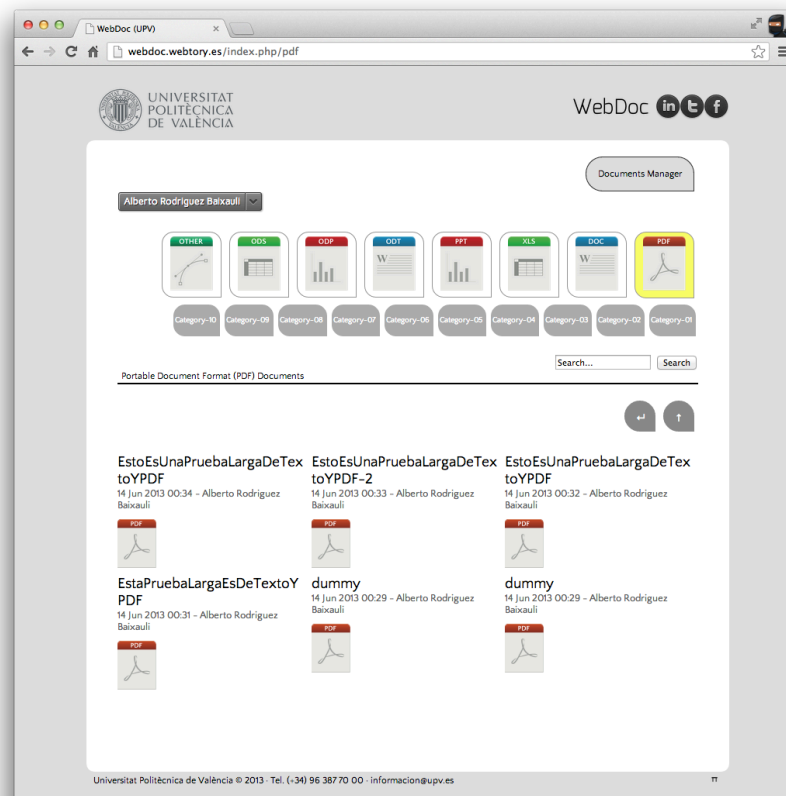 WebDoc (UPV)
webdoc.webtory.es/index.php/pdf
UNIVERSITAT
POLITÈCNICA
DE VALÈNCIA
WebDoc in t f
Documents Manager
Alberto Rodriguez Baixauli
OTHER ODS ODP ODT PPT XLS DOC PDF
W W
Category-10 Category-09 Category-08 Category-07 Category-06 Category-05 Category-04 Category-03 Category-02 Category-01
Search... Search
Portable Document Format (PDF) Documents
EstoEsUnaPruebaLargaDeTex
toYPDF
14 Jun 2013 00:34 - Alberto Rodriguez
Baixauli
PDF
EstoEsUnaPruebaLargaDeTex
toYPDF-2
14 Jun 2013 00:33 - Alberto Rodriguez
Baixauli
PDF
EstoEsUnaPruebaLargaDeTex
toYPDF
14 Jun 2013 00:32 - Alberto Rodriguez
Baixauli
PDF
EstaPruebaLargaEsDeTextoY
PDF
14 Jun 2013 00:31 - Alberto Rodriguez
Baixauli
PDF
dummy
14 Jun 2013 00:29 - Alberto Rodriguez
Baixauli
PDF
dummy
14 Jun 2013 00:29 - Alberto Rodriguez
Baixauli
PDF
Universitat Politècnica de València © 2013 · Tel. (+34) 96 387 70 00 · informacion@upv.es